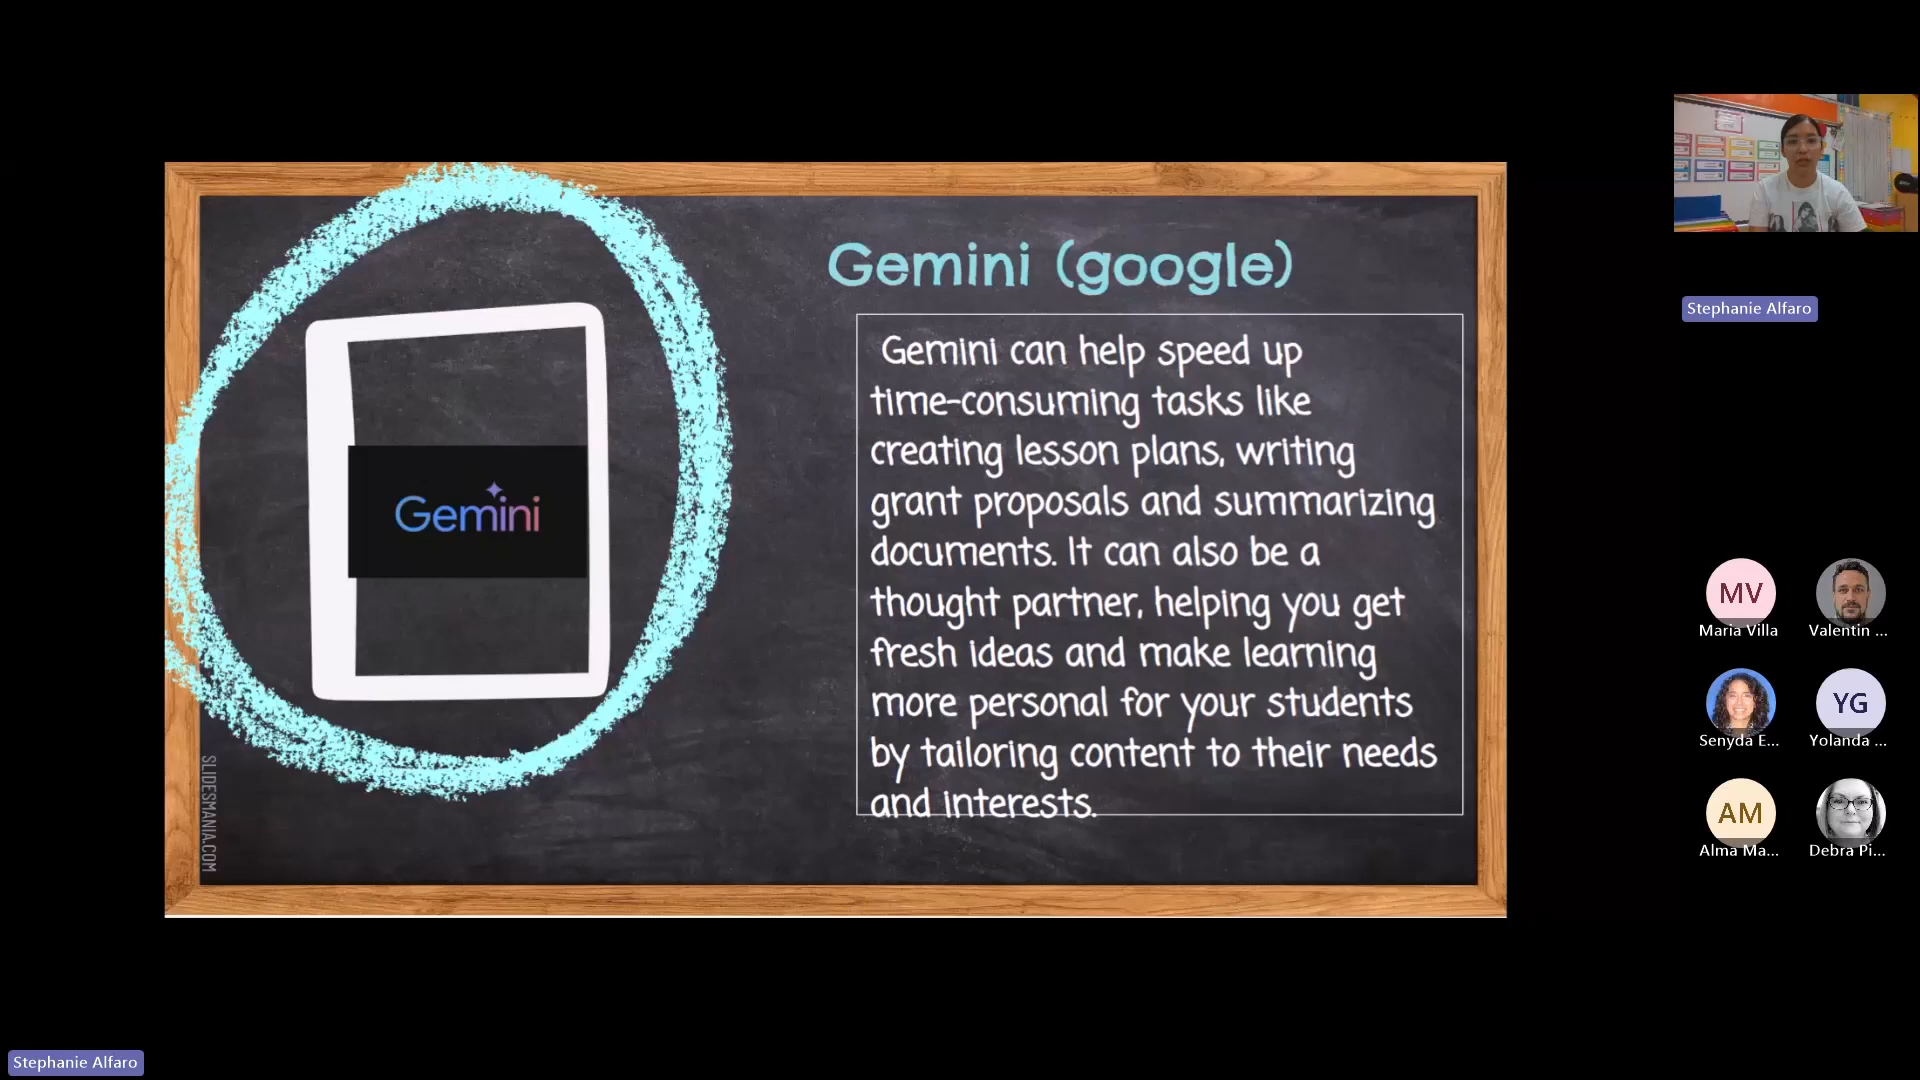 Gemini (google)
Gemini can help speed up
time-consuming tasks like
creating lesson plans, writing
grant proposals and summarizing
documents. It can also be a
thought partner, helping you get
fresh ideas and make learning
more personal for your students
by tailoring content to their needs
and interests.
Gemini
SLIDESMANIA.COM
Stephanie Alfaro
MV
Maria Villa
Valentin ...
Senyda E...
YG
Yolanda ...
AM
Alma Ma...
Debra Pi...
Stephanie Alfaro